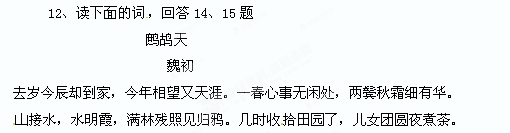 12、读下面的词，回答14、15题
鹧鸪天
魏初
去岁今辰却到家，今年相望又天涯。一春心事无闲处，两鬓秋霜细有华。
山接水，水明霞，满林残照见归鸦。几时收拾田园了，儿女团圆夜煮茶。